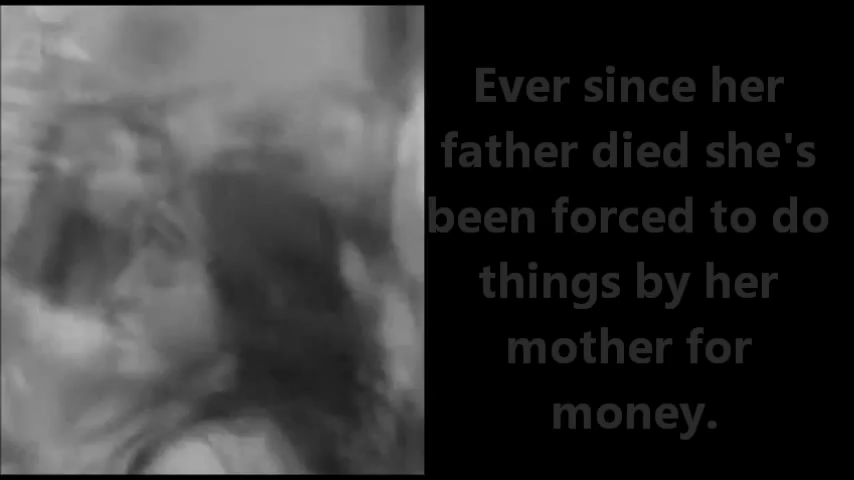 Ever since her
father died she's
been forced to do
things by her
mother for
money.